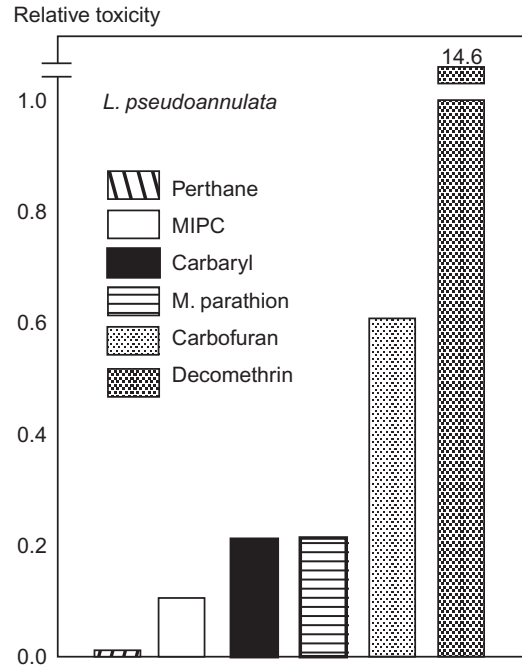 Relative toxicity
14.6
1.0
L. pseudoannulata
Perthane
0.8
MIPC
Carbaryl
M. parathion
0.6
Carbofuran
Decomethrin
0.4
0.2
0.0